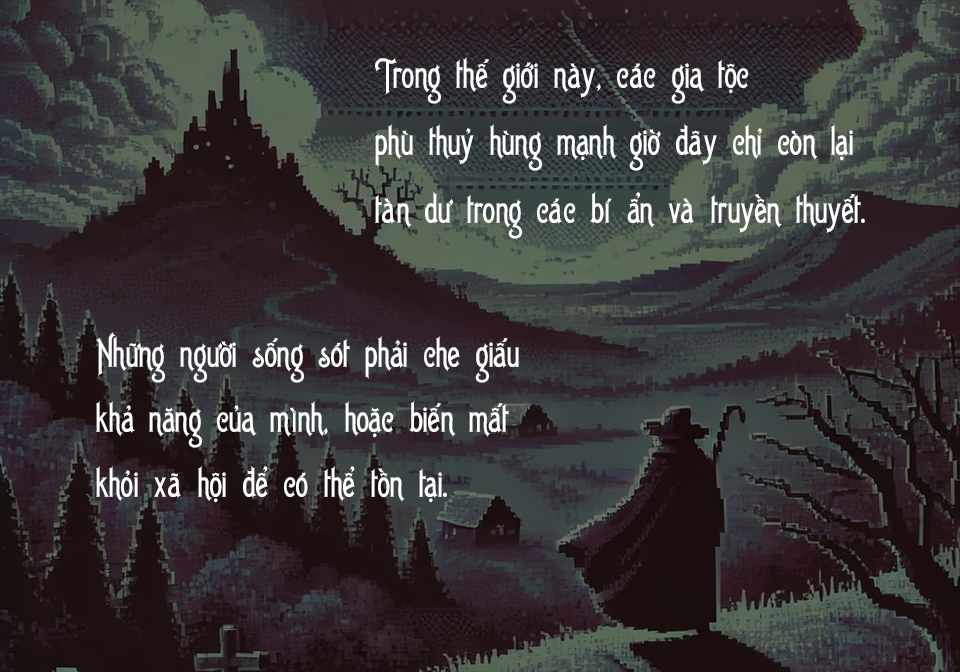 Trong thế giới này, các gia tộc
phù thuỷ hùng mạnh giờ đây chỉ còn lại
tàn dư trong các bí ẩn và truyền thuyết.
Những người sống sót phải che giấu
khả năng của mình, hoặc biến mất
khỏi xã hội để có thể tồn tại.